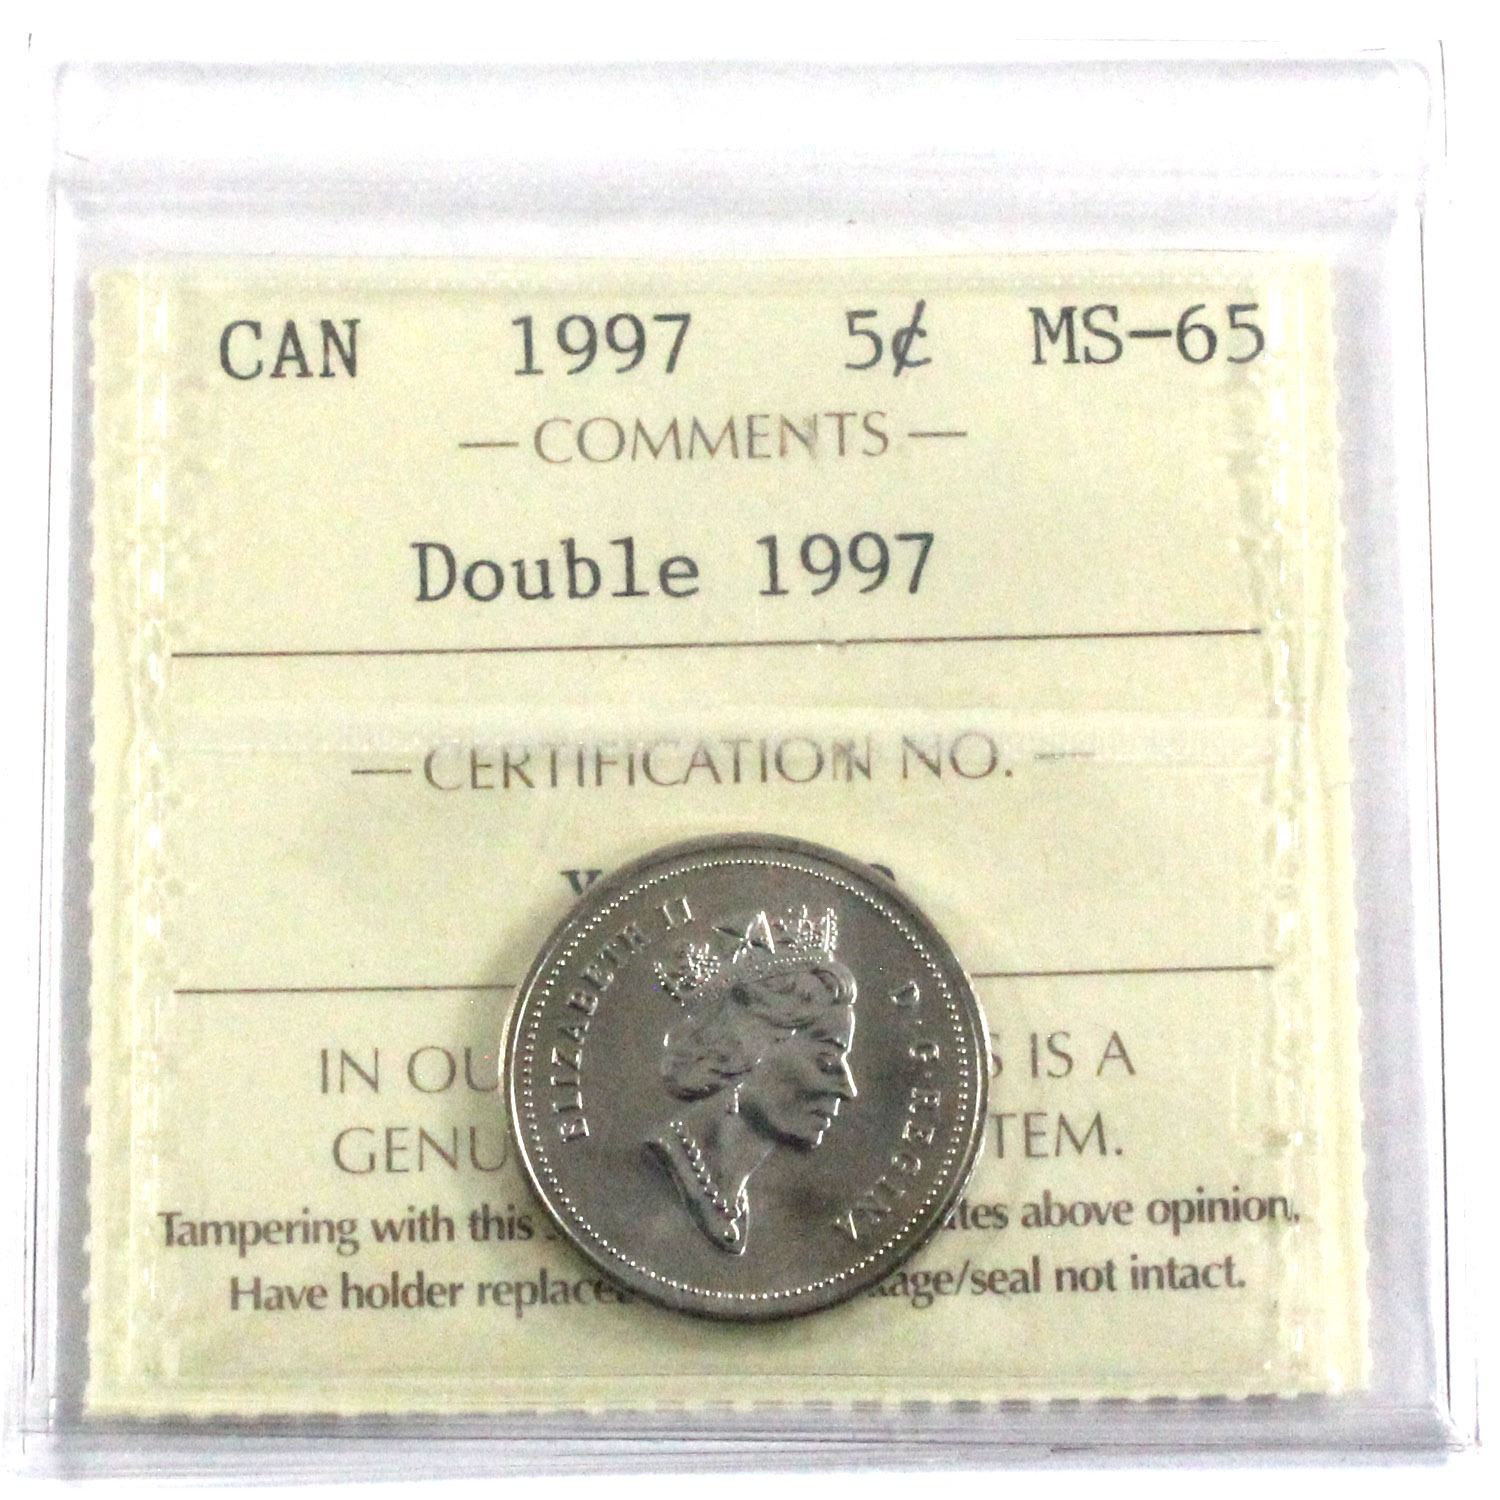 CAN 1997 5¢ MS-65
— COMMENTS —
Double 1997
— CERTIFICATION NO. —
ELIZABETH II D·G·REGINA
IN OU S IS A
GENU TEM.
Tampering with this ates above opinion.
Have holder replace age/seal not intact.